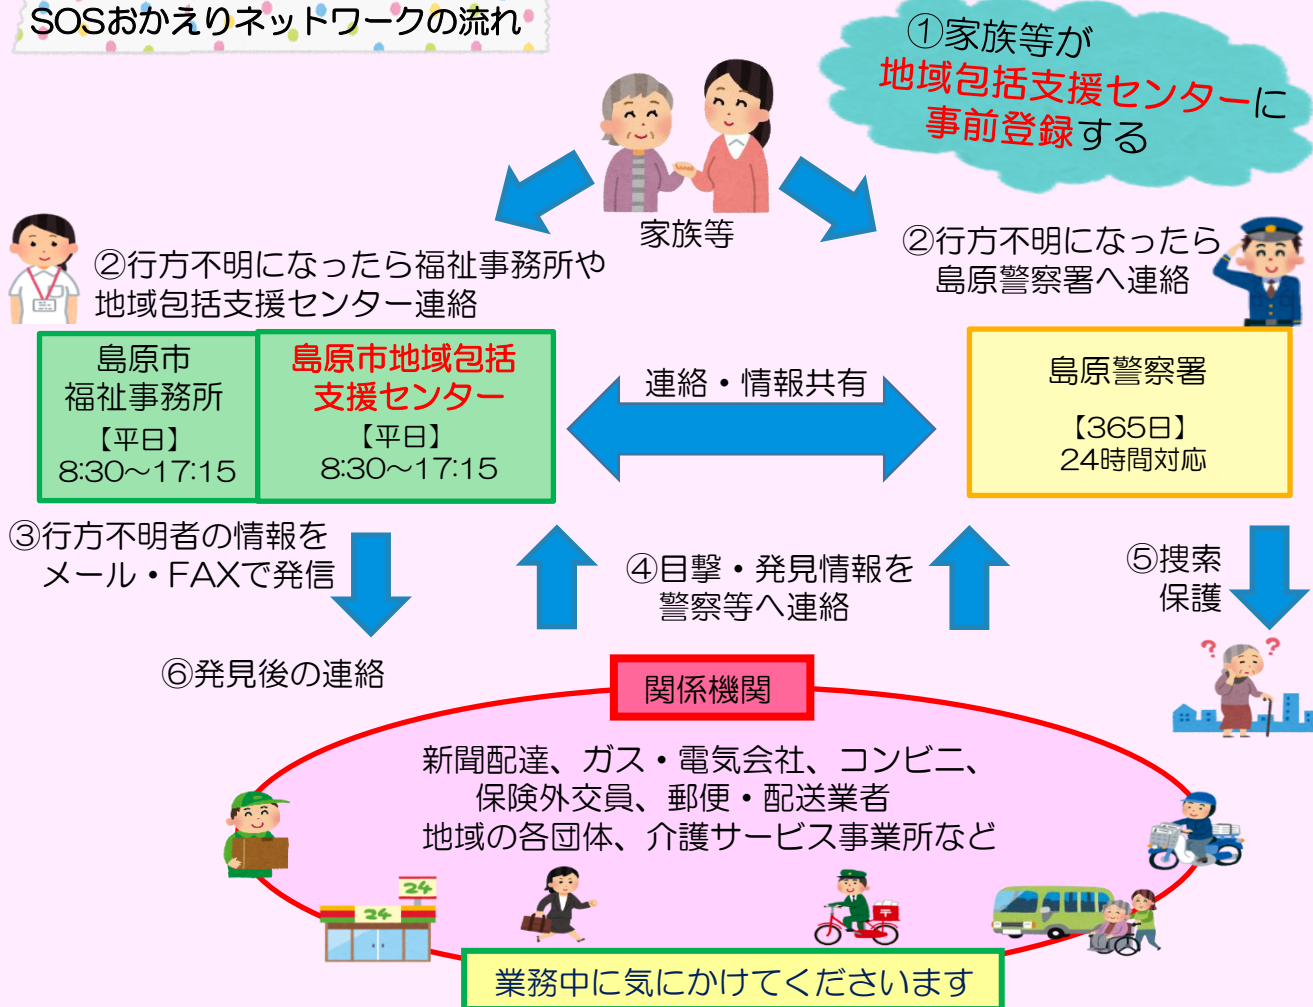 SOSおかえりネットワークの流れ
①家族等が
地域包括支援センターに
事前登録する
家族等
②行方不明になったら福祉事務所や
地域包括支援センター連絡
②行方不明になったら
島原警察署へ連絡
島原市
福祉事務所
【平日】
8:30～17:15
島原市地域包括
支援センター
【平日】
8:30～17:15
連絡・情報共有
島原警察署
【365日】
24時間対応
③行方不明者の情報を
メール・FAXで発信
④目撃・発見情報を
警察等へ連絡
⑤捜索
保護
⑥発見後の連絡
?
?
関係機関
新聞配達、ガス・電気会社、コンビニ、
保険外交員、郵便・配送業者
地域の各団体、介護サービス事業所など
24
24
〒
業務中に気にかけてくださいます